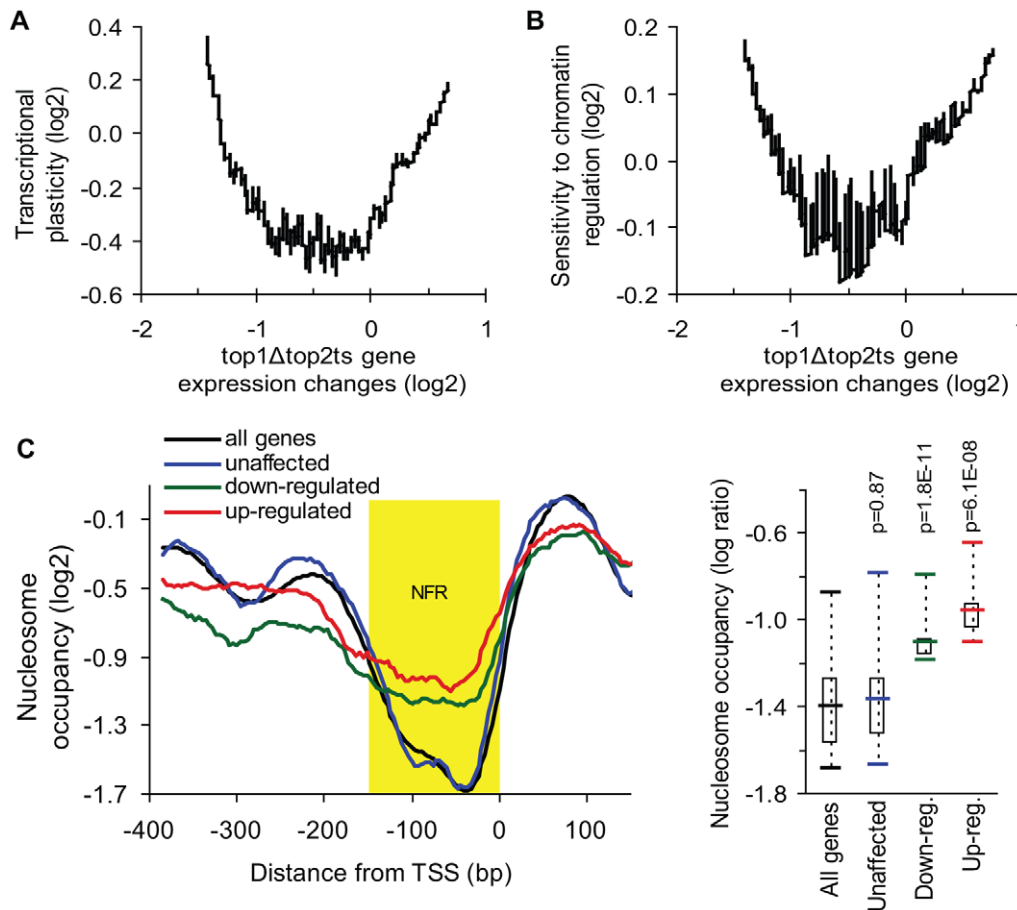 A
Transcriptional
plasticity (log2)
0.4
0.2
0.0
-0.2
-0.4
-0.6
-2
-1
0
1
top1Δtop2ts gene
expression changes (log2)
B
Sensitivity to chromatin
regulation (log2)
0.2
0.1
0.0
-0.1
-0.2
-2
-1
0
1
top1Δtop2ts gene
expression changes (log2)
C
all genes
unaffected
down-regulated
up-regulated
Nucleosome
occupancy (log2)
-0.1
-0.5
-0.9
-1.3
-1.7
NFR
-400
-300
-200
-100
0
100
Distance from TSS (bp)
Nucleosome occupancy (log ratio)
-0.6
-1.0
-1.4
-1.8
p=0.87
p=1.8E-11
p=6.1E-08
All genes
Unaffected
Down-reg.
Up-reg.